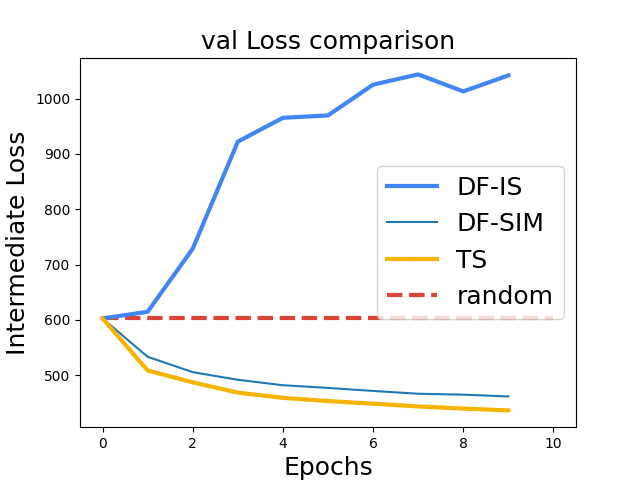 val Loss comparison
Intermediate Loss
1000
900
800
700
600
500
DF-IS
DF-SIM
TS
random
0 2 4 6 8 10
Epochs